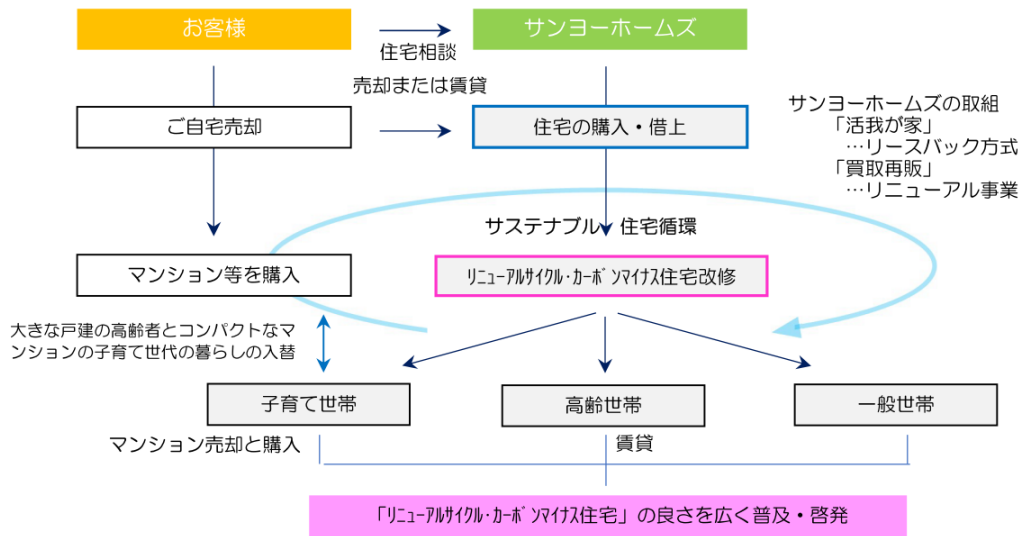 お客様
サンヨーホームズ
住宅相談
売却または賃貸
ご自宅売却
住宅の購入・借上
サンヨーホームズの取組
「活我が家」
…リースバック方式
「買取再販」
…リニューアル事業
サステナブル 住宅循環
マンション等を購入
ﾘﾆｭｰｱﾙｻｲｸﾙ･ｶｰﾎﾞﾝﾏｲﾅｽ住宅改修
大きな戸建の高齢者とコンパクトなマ
ンションの子育て世代の暮らしの入替
子育て世帯
高齢世帯
一般世帯
マンション売却と購入
賃貸
「ﾘﾆｭｰｱﾙｻｲｸﾙ･ｶｰﾎﾞﾝﾏｲﾅｽ住宅」の良さを広く普及・啓発